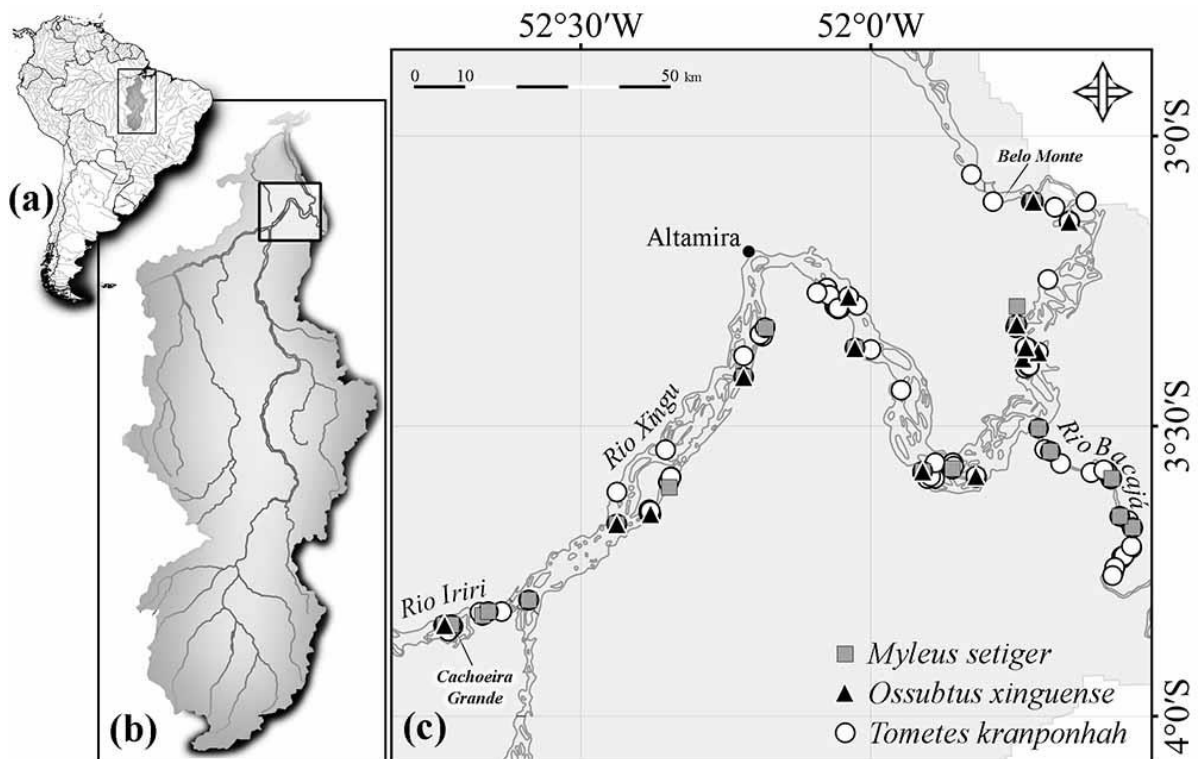 52°30'W
52°00'W
0 10 50 km
3°0'S
Belo Monte
Altamira
(a)
3°30'S
Rio Xingu
Rio Bacajá
Rio Iriri
Cachoeira
Grande
Myleus setiger
Ossubtus xinguense
Tometes kranponhah
4°0'S
(b)
(c)